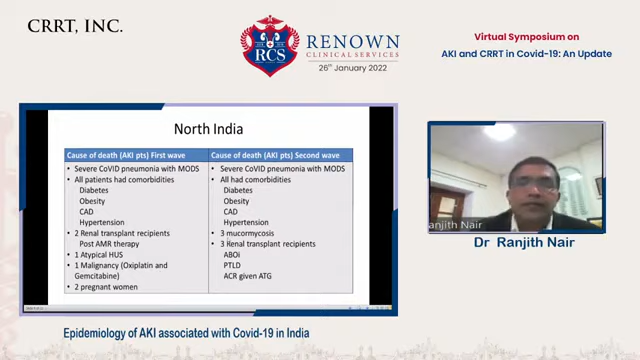 CRRT, INC.
RCS
RENOWN
CLINICAL SERVICES
26th January 2022
Virtual Symposium on
AKI and CRRT in Covid-19: An Update
North India
Cause of death (AKI pts) First wave
• Severe CoVID pneumonia with MODS
• All patients had comorbidities
Diabetes
Obesity
CAD
Hypertension
• 2 Renal transplant recipients
Post AMR therapy
• 1 Atypical HUS
• 1 Malignancy (Oxiplatin and
Gemcitabine)
• 2 pregnant women
Cause of death (AKI pts) Second wave
• Severe CoVID pneumonia with MODS
• All had comorbidities
Diabetes
Obesity
CAD
Hypertension
• 3 mucormycosis
• 3 Renal transplant recipients
ABOi
PTLD
ACR given ATG
anjith Nair
Dr Ranjith Nair
Epidemiology of AKI associated with Covid-19 in India